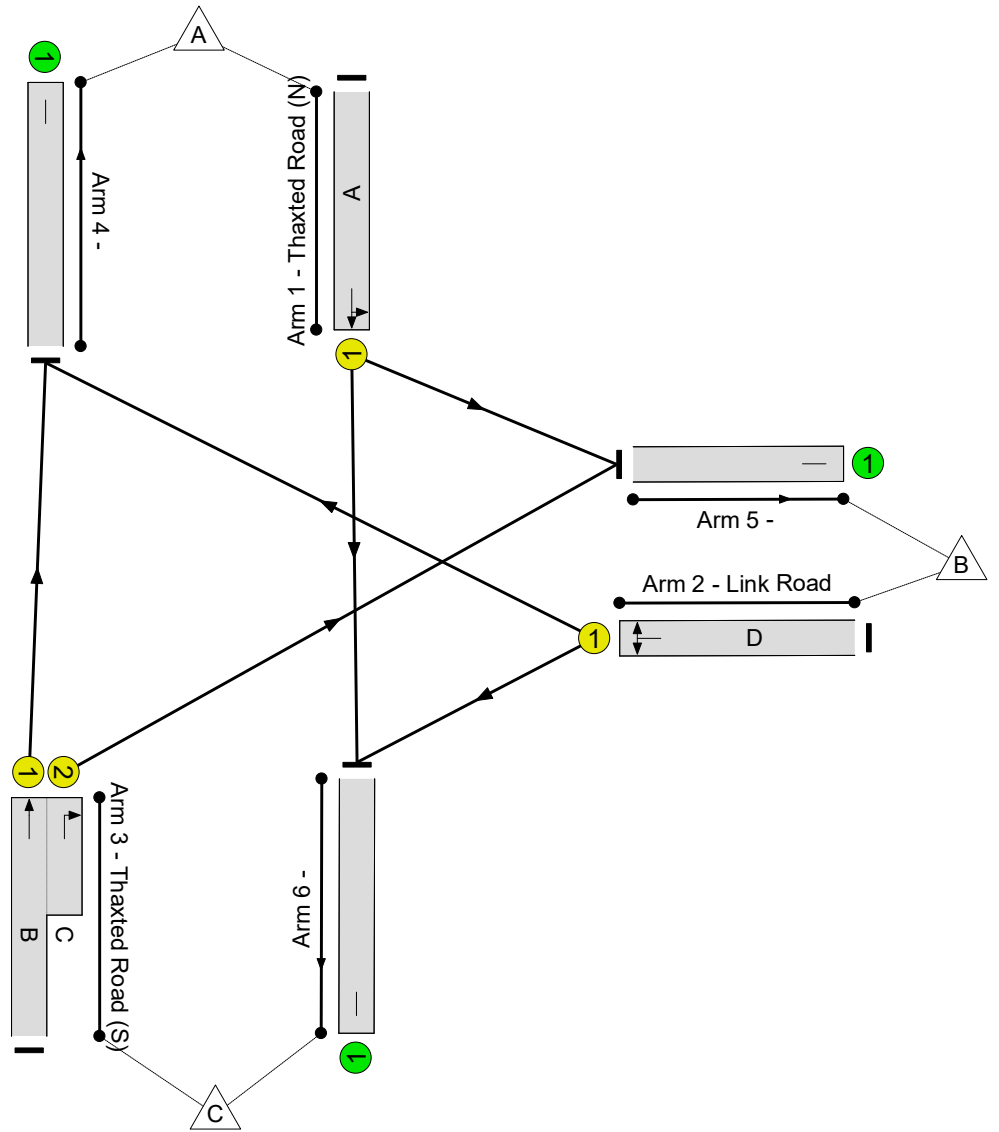 A
1
Arm 4 -
Arm 1 - Thaxted Road (N)
A
1
1
Arm 5 -
B
Arm 2 - Link Road
1
D
1
2
Arm 3 - Thaxted Road (S)
B
C
Arm 6 -
1
C